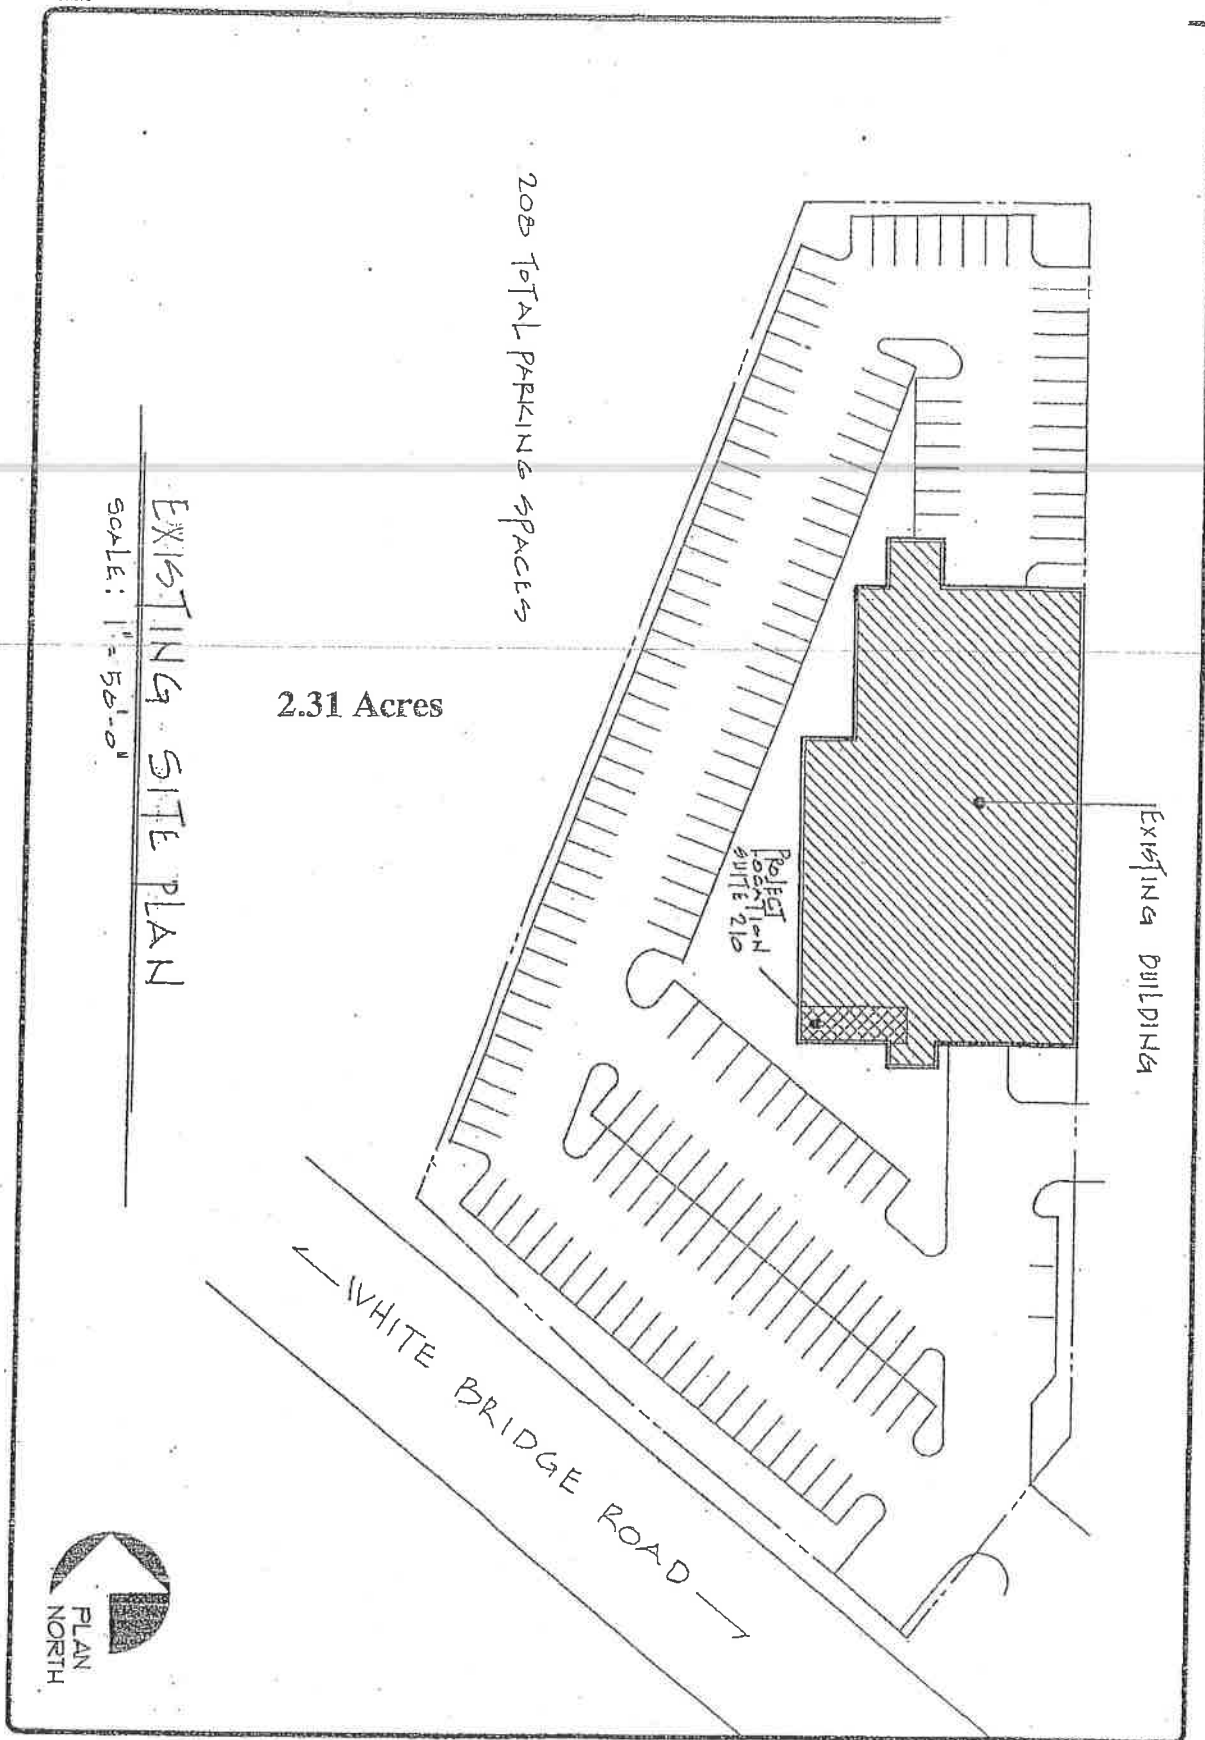 EXISTING BUILDING
PROJECT
LOCATION
SUITE 210
208 TOTAL PARKING SPACES
2.31 Acres
WHITE BRIDGE ROAD
EXISTING SITE PLAN
SCALE: 1" = 50'-0"
PLAN
NORTH